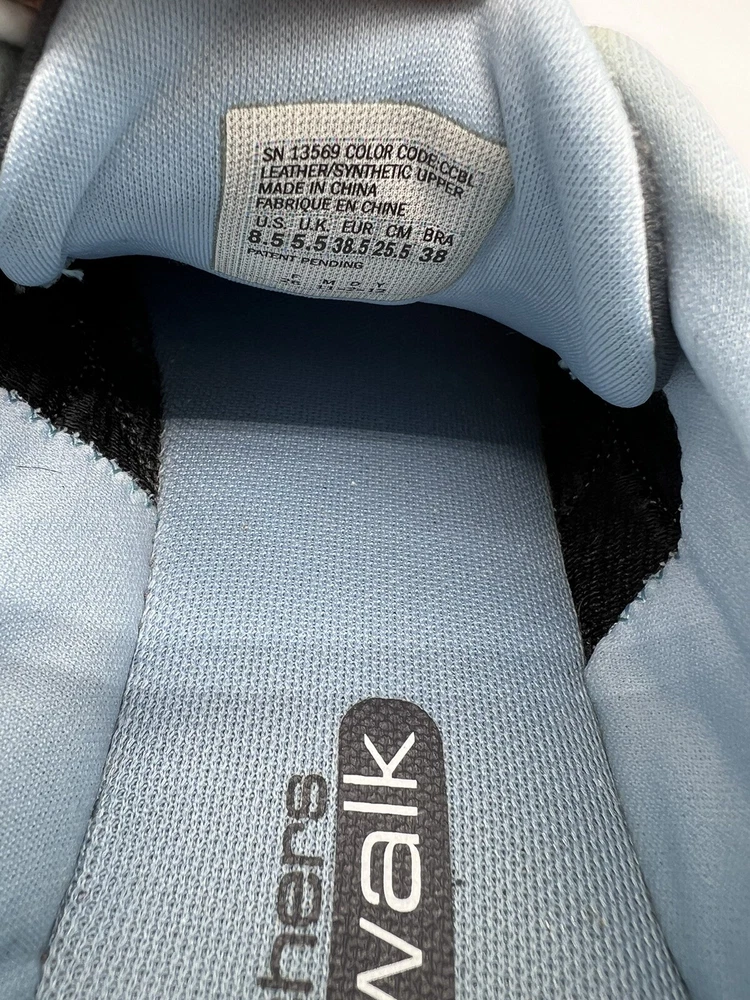 SN 13569 COLOR CODE:CCBL
LEATHER/SYNTHETIC UPPER
MADE IN CHINA
FABRIQUE EN CHINE
U.S. U.K. EUR CM BRA
8.5 5.5 38.5 25.5 38
PATENT PENDING
hers
walk